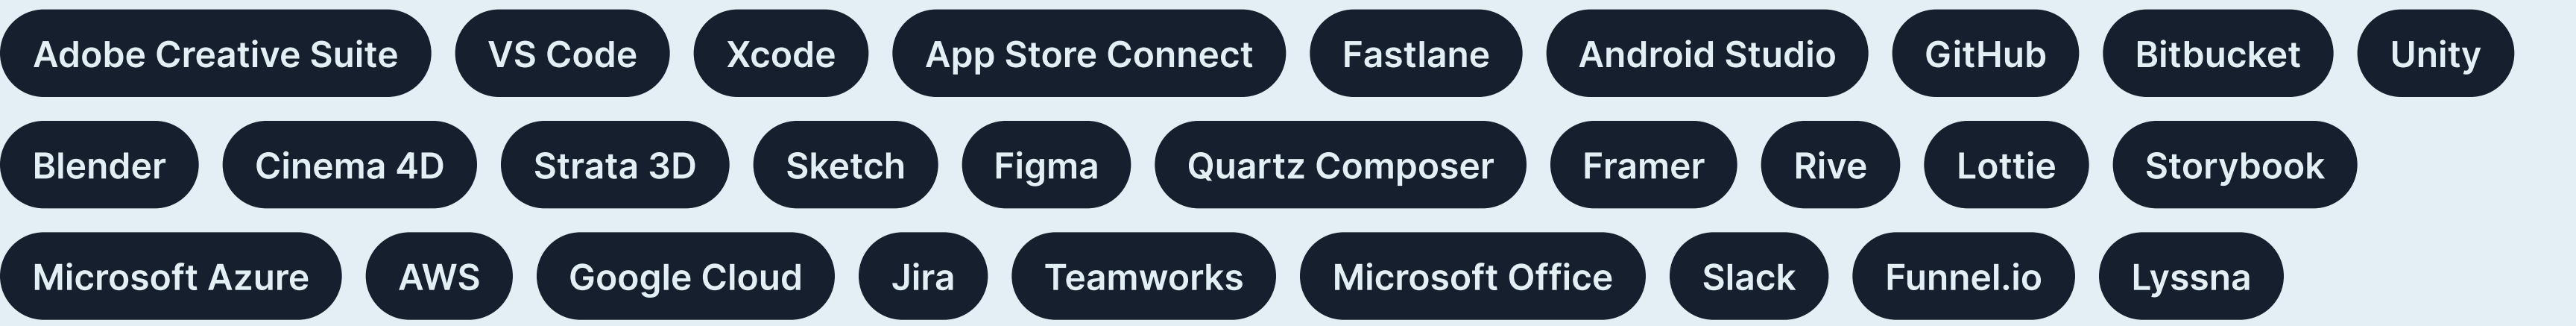 Adobe Creative Suite VS Code Xcode App Store Connect Fastlane Android Studio GitHub Bitbucket Unity
Blender Cinema 4D Strata 3D Sketch Figma Quartz Composer Framer Rive Lottie Storybook
Microsoft Azure AWS Google Cloud Jira Teamworks Microsoft Office Slack Funnel.io Lyssna